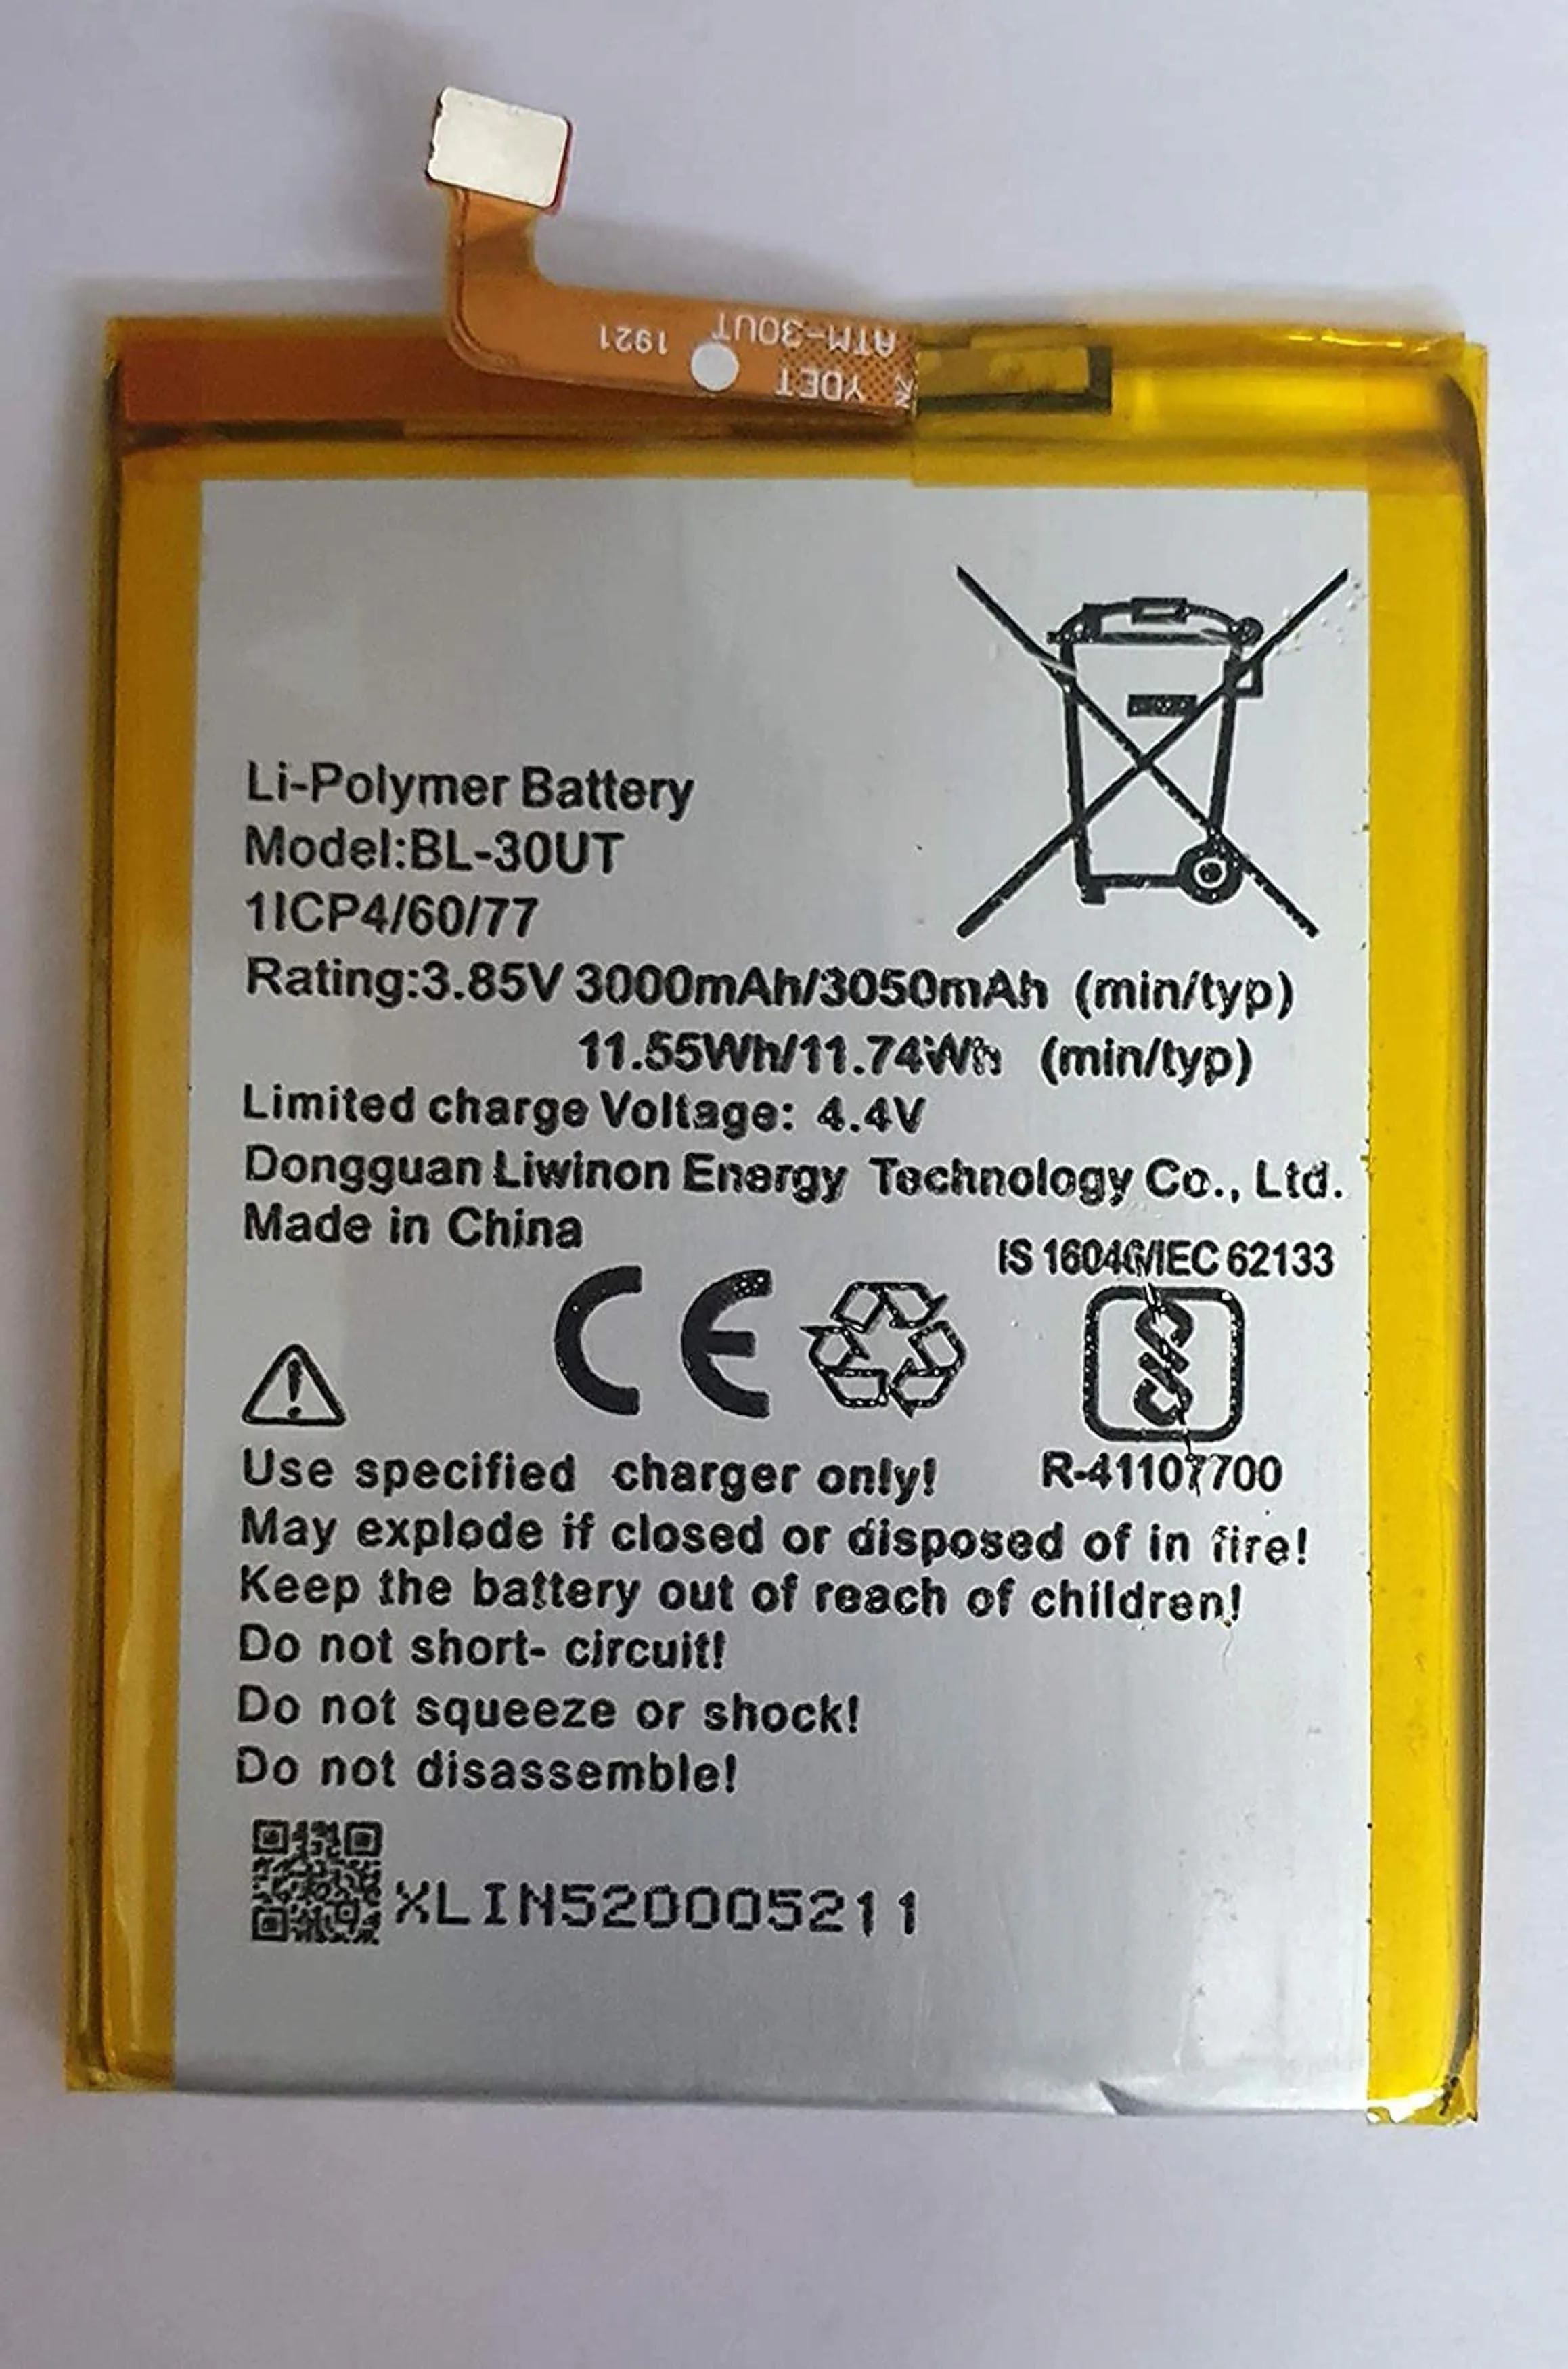 ATM-30UT
1921
YDET
Li-Polymer Battery
Model:BL-30UT
1ICP4/60/77
Rating:3.85V 3000mAh/3050mAh (min/typ)
11.55Wh/11.74Wh (min/typ)
Limited charge Voltage: 4.4V
Dongguan Liwinon Energy Technology Co., Ltd.
Made in China
IS 16046/IEC 62133
CE
Use specified charger only!
R-41107700
May explode if closed or disposed of in fire!
Keep the battery out of reach of children!
Do not short- circuit!
Do not squeeze or shock!
Do not disassemble!
XLIN520005211